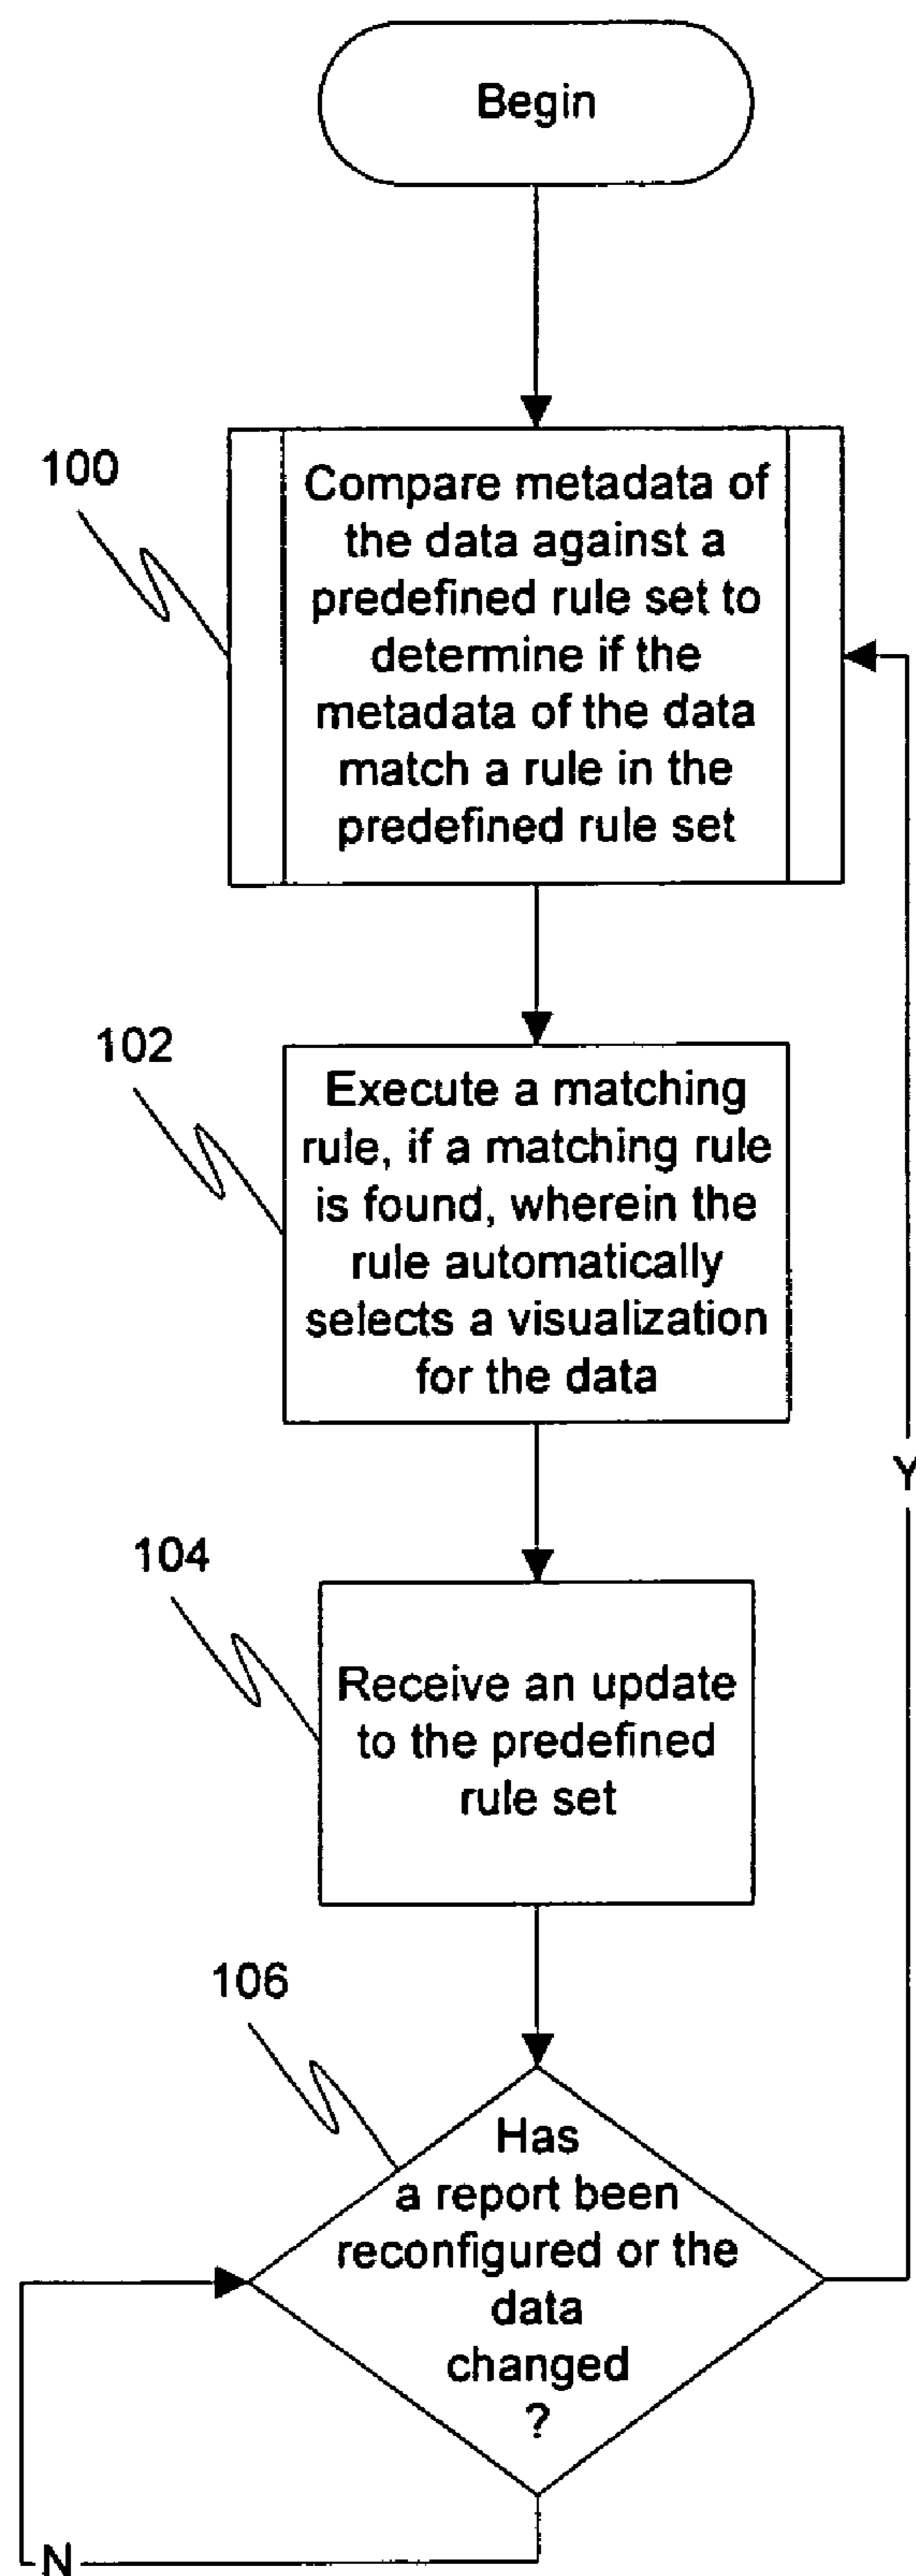 Begin
100
Compare metadata of
the data against a
predefined rule set to
determine if the
metadata of the data
match a rule in the
predefined rule set
102
Execute a matching
rule, if a matching rule
is found, wherein the
rule automatically
selects a visualization
for the data
Y
104
Receive an update
to the predefined
rule set
106
Has
a report been
reconfigured or the
data
changed
?
N